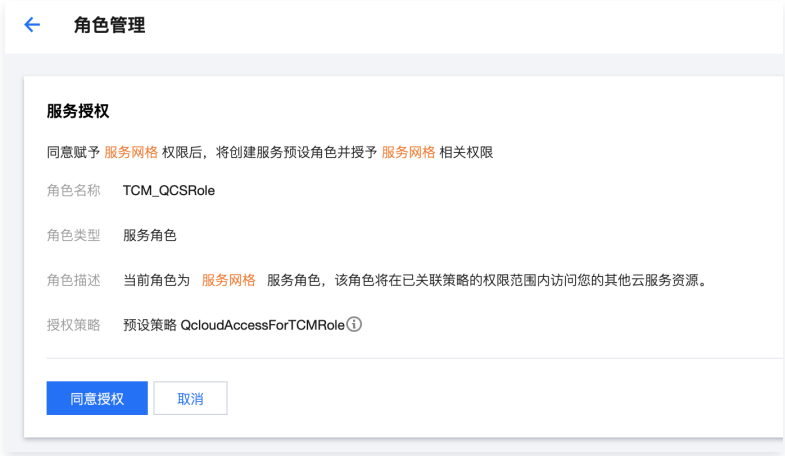 角色管理
服务授权
同意赋予 服务网格 权限后，将创建服务预设角色并授予 服务网格 相关权限
角色名称 TCM_QCSRole
角色类型 服务角色
角色描述 当前角色为 服务网格 服务角色，该角色将在已关联策略的权限范围内访问您的其他云服务资源。
授权策略 预设策略 QcloudAccessForTCMRole
同意授权 取消